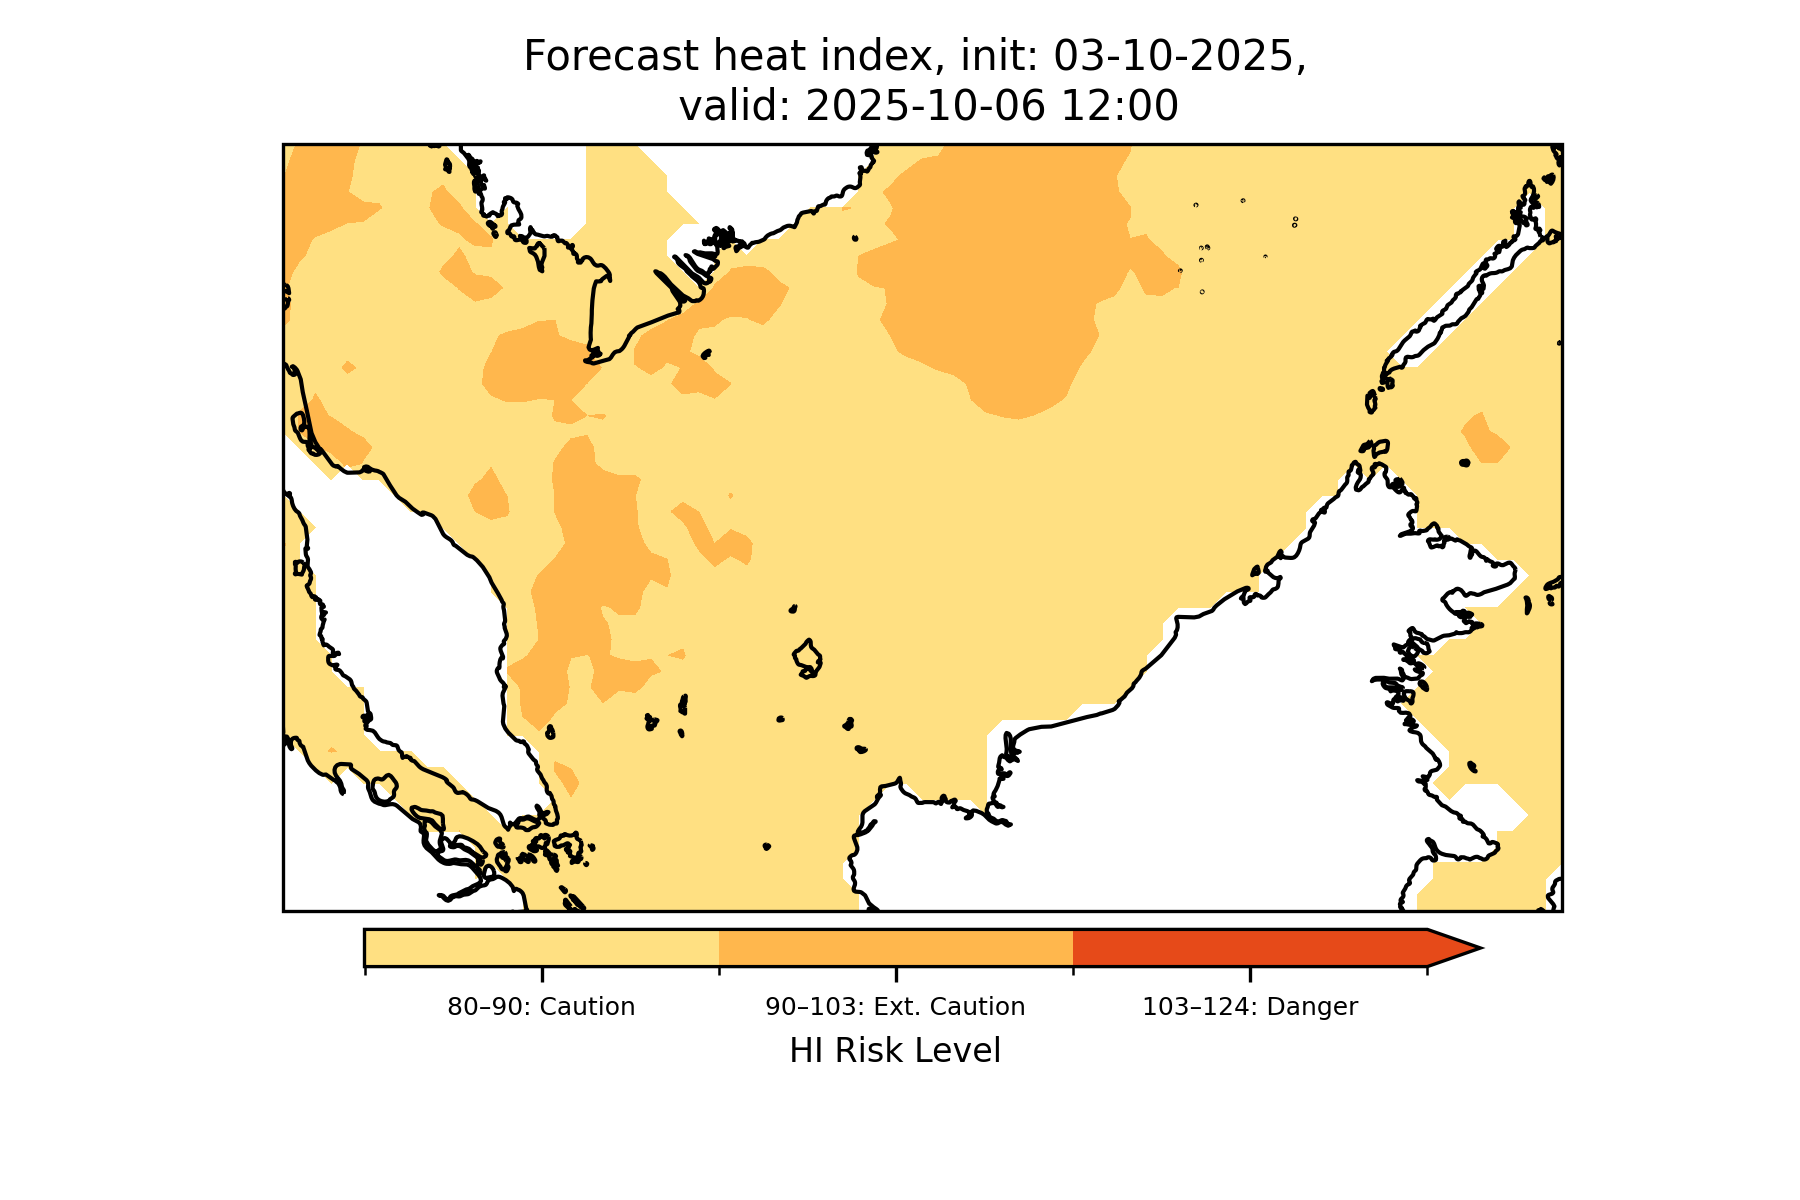 Forecast heat index, init: 03-10-2025,
valid: 2025-10-06 12:00
80–90: Caution
90–103: Ext. Caution
103–124: Danger
HI Risk Level